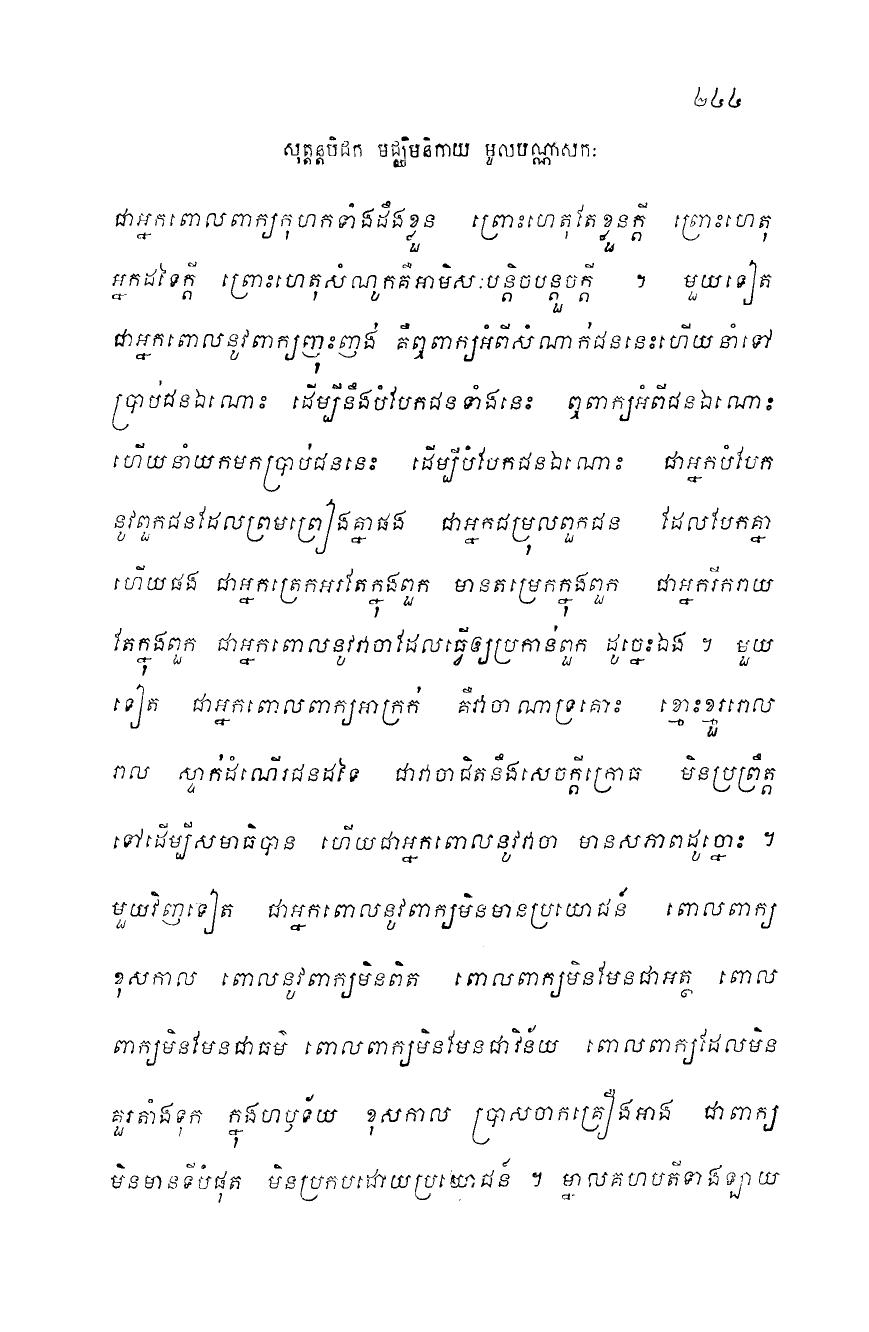 ២៤៤
សុត្តន្តបិដក មជ្ឈិមនិកាយ មូលបណ្ណាសកៈ
ជាអ្នកពោលពាក្យកុហកទាំងដឹងខ្លួន ព្រោះហេតុតែខ្លួនក្តី ព្រោះហេតុ
អ្នកដទៃក្តី ព្រោះហេតុសំណូកគឺអាមិសៈបន្តិចបន្តួចក្តី ។ មួយទៀត
ជាអ្នកពោលនូវពាក្យញុះញង់ គឺឮពាក្យអំពីសំណាក់ជននេះហើយនាំទៅ
ប្រាប់ជនឯណោះ ដើម្បីនឹងបំបែកជនទាំងនេះ ឮពាក្យអំពីជនឯណោះ
ហើយនាំយកមកប្រាប់ជននេះ ដើម្បីបំបែកជនឯណោះ ជាអ្នកបំបែក
នូវពួកជនដែលព្រមព្រៀងគ្នាផង ជាអ្នកជម្រុលពួកជន ដែលបែកគ្នា
ហើយផង ជាអ្នកត្រេកអរតែក្នុងពួក មានតម្រេកក្នុងពួក ជាអ្នករីករាយ
តែក្នុងពួក ជាអ្នកពោលនូវវាចាដែលធ្វើឲ្យប្រកាន់ពួក ដូច្នេះឯង ។ មួយ
ទៀត ជាអ្នកពោលពាក្យអាក្រក់ គឺវាចាណាទ្រគោះ ខ្មោះខ្មួរពេល
វាល ស្ទាក់ដំណើរជនដទៃ ជាវាចាជិតនឹងសេចក្តីក្រោធ មិនប្រព្រឹត្ត
ទៅដើម្បីសមាធិបាន ហើយជាអ្នកពោលនូវវាចា មានសភាពដូច្នោះ ។
មួយវិញទៀត ជាអ្នកពោលនូវពាក្យមិនមានប្រយោជន៍ ពោលពាក្យ
ខុសកាល ពោលនូវពាក្យមិនពិត ពោលពាក្យមិនមែនជាអត្ថ ពោល
ពាក្យមិនមែនជាធម៌ ពោលពាក្យមិនមែនជាវិន័យ ពោលពាក្យដែលមិន
គួរតាំងទុក ក្នុងហឫទ័យ ខុសកាល ប្រាសចាកគ្រឿងអាង ជាពាក្យ
មិនមានទីបំផុត មិនប្រកបដោយប្រយោជន៍ ។ ម្នាលគហបតីទាំងឡាយ